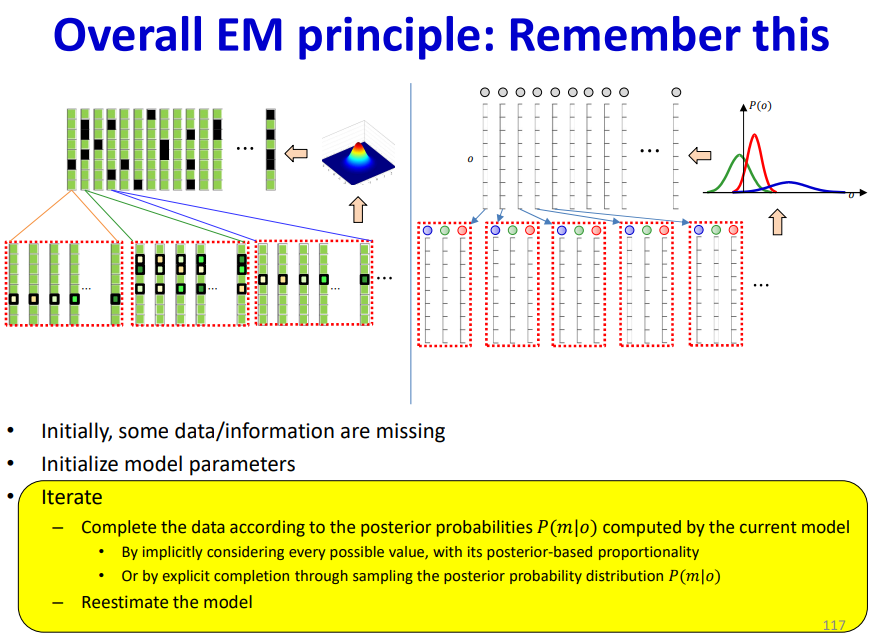 Overall EM principle: Remember this
...
...
P(o)
o
o
...
...
...
...
...
• Initially, some data/information are missing
• Initialize model parameters
• Iterate
– Complete the data according to the posterior probabilities P(m|o) computed by the current model
• By implicitly considering every possible value, with its posterior-based proportionality
• Or by explicit completion through sampling the posterior probability distribution P(m|o)
– Reestimate the model
117